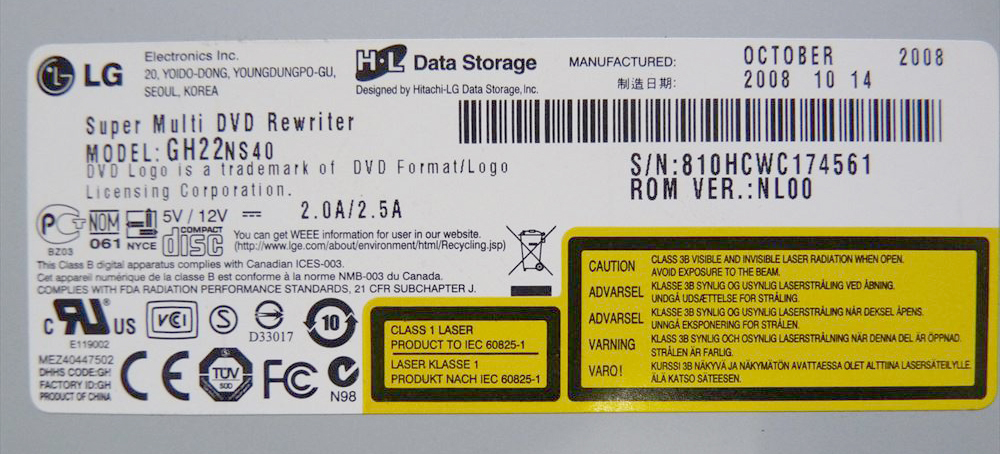 LG
Electronics Inc.
20, YOIDO-DONG, YOUNGDUNGPO-GU,
SEOUL, KOREA
H·L Data Storage
Designed by Hitachi-LG Data Storage, Inc.
MANUFACTURED: OCTOBER 2008
制造日期: 2008 10 14
Super Multi DVD Rewriter
MODEL: GH22NS40
DVD Logo is a trademark of DVD Format/Logo
Licensing Corporation.
S/N:810HCWC174561
ROM VER.:NL00
PG
BZ03
NOM
061
NYCE
5V / 12V
2.0A/2.5A
COMPACT
disc
You can get WEEE information for user in our website.
(http://www.lge.com/about/environment/html/Recycling.jsp)
This Class B digital apparatus complies with Canadian ICES-003.
Cet appareil numérique de la classe B est conforme à la norme NMB-003 du Canada.
COMPLIES WITH FDA RADIATION PERFORMANCE STANDARDS, 21 CFR SUBCHAPTER J.
C UR US
E119002
VCI
S
D33017
10
MEZ40447502
DHHS CODE:GH
FACTORY ID:GH
PRODUCT OF CHINA
CE
TUV
FC
N98
CLASS 1 LASER
PRODUCT TO IEC 60825-1
LASER KLASSE 1
PRODUKT NACH IEC 60825-1
CAUTION CLASS 3B VISIBLE AND INVISIBLE LASER RADIATION WHEN OPEN.
AVOID EXPOSURE TO THE BEAM.
ADVARSEL KLASSE 3B SYNLIG OG USYNLIG LASERSTRÅLING VED ÅBNING.
UNDGÅ UDSÆTTELSE FOR STRÅLING.
ADVARSEL KLASSE 3B SYNLIG OG USYNLIG LASERSTRÅLING NÅR DEKSEL ÅPENS.
UNNGÅ EKSPONERING FOR STRÅLEN.
VARNING KLASS 3B SYNLIG OCH OSYNLIG LASERSTRÅLNING NÄR DENNA DEL ÄR ÖPPNAD.
STRÅLEN ÄR FARLIG.
VARO! KURSSI 3B NÄKYVÄ JA NÄKYMÄTÖN AVATTAESSA OLET ALTTIINA LASERSÄTEILYLLE.
ÄLÄ KATSO SÄTEESEN.